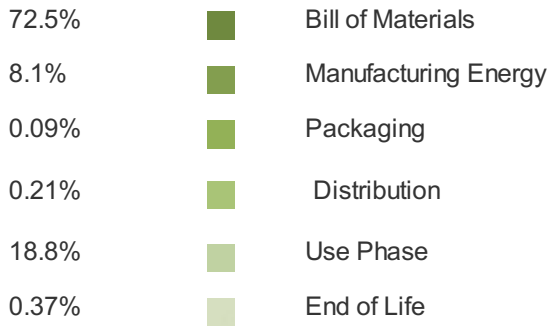 72.5% Bill of Materials
8.1% Manufacturing Energy
0.09% Packaging
0.21% Distribution
18.8% Use Phase
0.37% End of Life